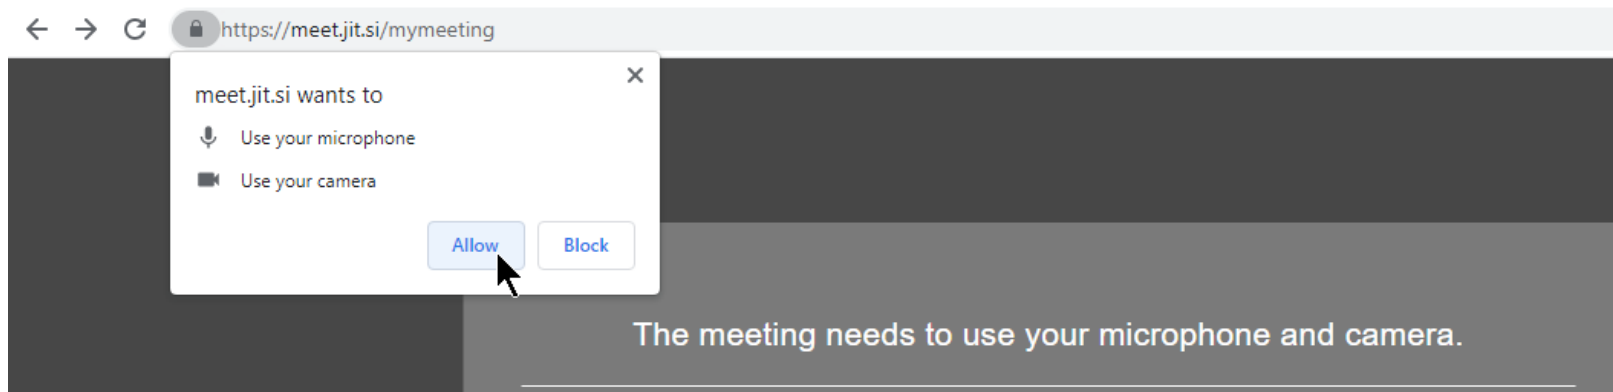 https://meet.jit.si/mymeeting
meet.jit.si wants to
Use your microphone
Use your camera
Allow Block
The meeting needs to use your microphone and camera.